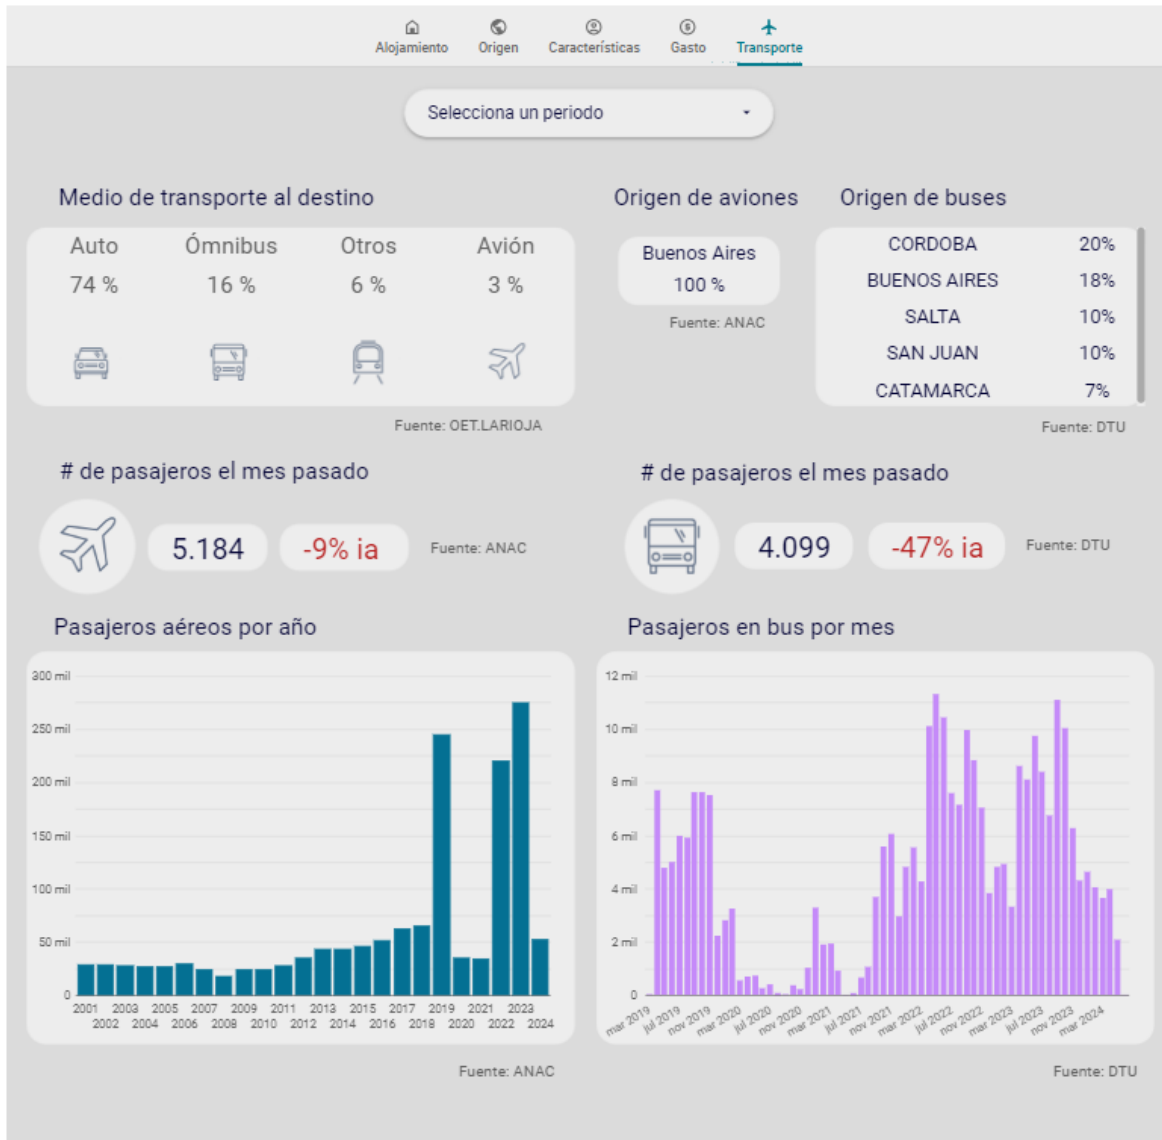 Alojamiento
Origen
Características
Gasto
Transporte
Selecciona un periodo
Medio de transporte al destino
Origen de aviones
Origen de buses
Auto
Ómnibus
Otros
Avión
74 %
16 %
6 %
3 %
Fuente: OET.LARIOJA
Buenos Aires
100 %
Fuente: ANAC
CORDOBA 20%
BUENOS AIRES 18%
SALTA 10%
SAN JUAN 10%
CATAMARCA 7%
Fuente: DTU
# de pasajeros el mes pasado
5.184
-9% ia
Fuente: ANAC
# de pasajeros el mes pasado
4.099
-47% ia
Fuente: DTU
Pasajeros aéreos por año
300 mil
250 mil
200 mil
150 mil
100 mil
50 mil
0
2001 2003 2005 2007 2009 2011 2013 2015 2017 2019 2021 2023
2002 2004 2006 2008 2010 2012 2014 2016 2018 2020 2022 2024
Fuente: ANAC
Pasajeros en bus por mes
12 mil
10 mil
8 mil
6 mil
4 mil
2 mil
0
mar 2019
jul 2019
nov 2019
mar 2020
jul 2020
nov 2020
mar 2021
jul 2021
nov 2021
mar 2022
jul 2022
nov 2022
mar 2023
jul 2023
nov 2023
mar 2024
Fuente: DTU